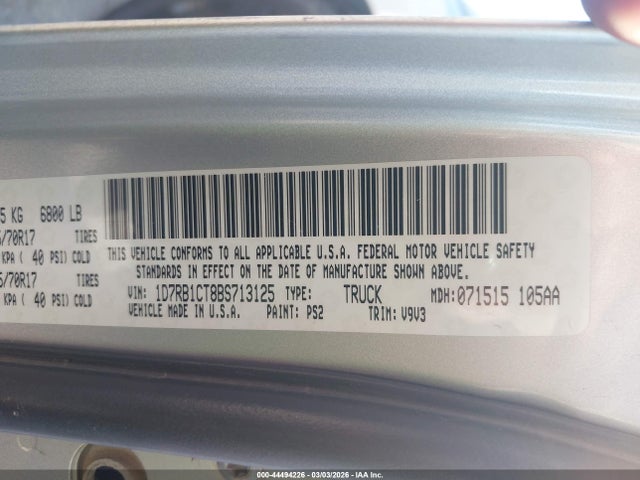 5 KG 6800 LB
/70R17 TIRES
KPA ( 40 PSI) COLD
/70R17 TIRES
KPA ( 40 PSI) COLD
THIS VEHICLE CONFORMS TO ALL APPLICABLE U.S.A. FEDERAL MOTOR VEHICLE SAFETY
STANDARDS IN EFFECT ON THE DATE OF MANUFACTURE SHOWN ABOVE.
VIN: 1D7RB1CT8BS713125 TYPE: TRUCK MDH: 071515 105AA
VEHICLE MADE IN U.S.A. PAINT: PS2 TRIM: V9V3
000-44494226 - 03/03/2026 - IAA Inc.